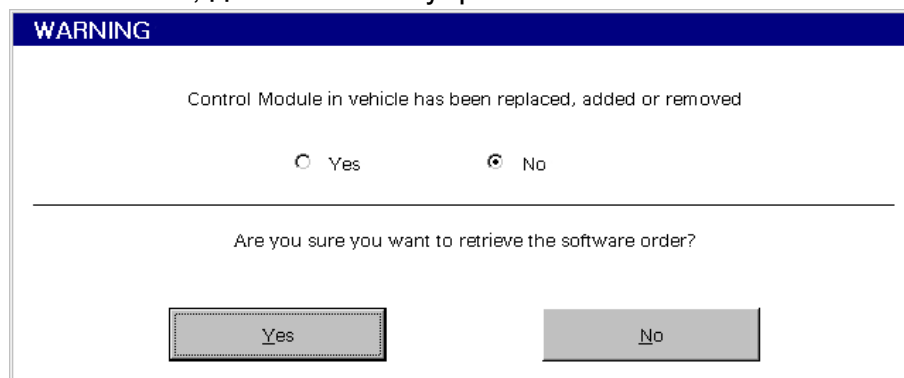 WARNING
Control Module in vehicle has been replaced, added or removed
Yes No
Are you sure you want to retrieve the software order?
Yes No